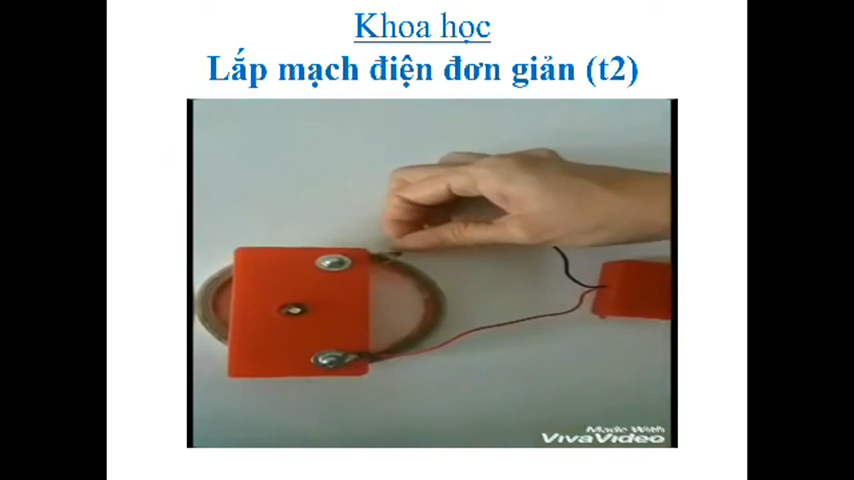 Khoa học
Lắp mạch điện đơn giản (t2)
Made With
VivaVideo